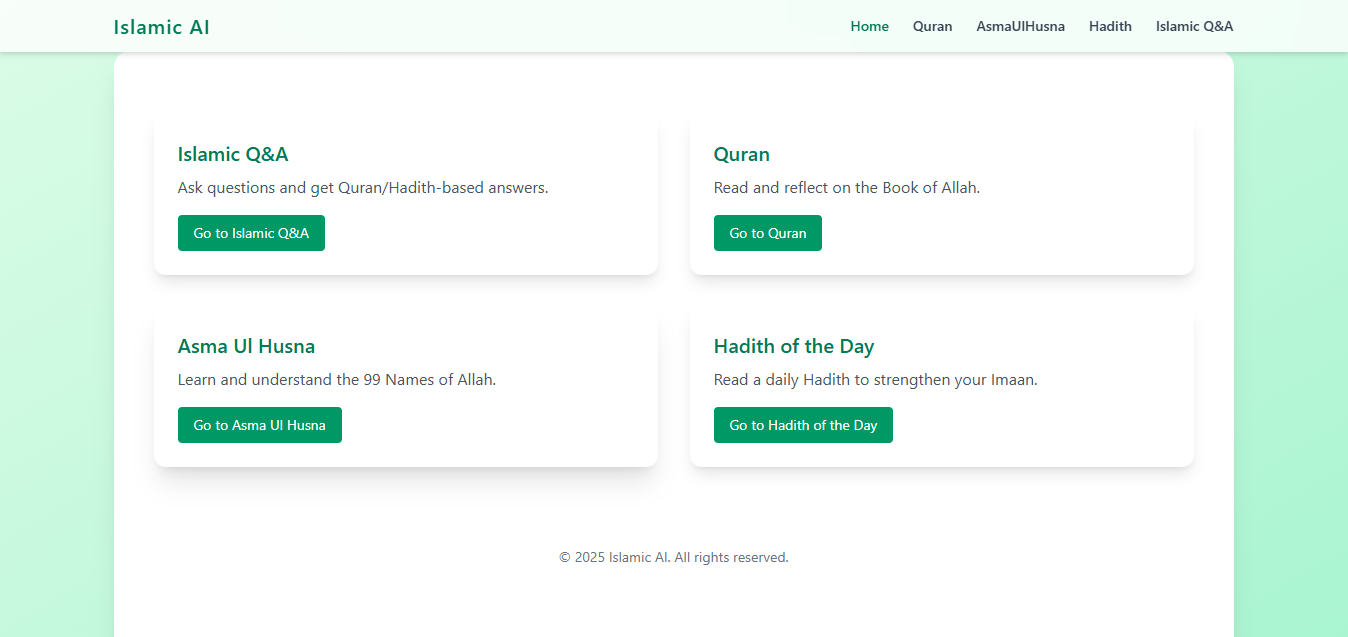 Islamic AI
Home Quran AsmaUlHusna Hadith Islamic Q&A
Islamic Q&A
Ask questions and get Quran/Hadith-based answers.
Go to Islamic Q&A
Quran
Read and reflect on the Book of Allah.
Go to Quran
Asma Ul Husna
Learn and understand the 99 Names of Allah.
Go to Asma Ul Husna
Hadith of the Day
Read a daily Hadith to strengthen your Imaan.
Go to Hadith of the Day
© 2025 Islamic AI. All rights reserved.